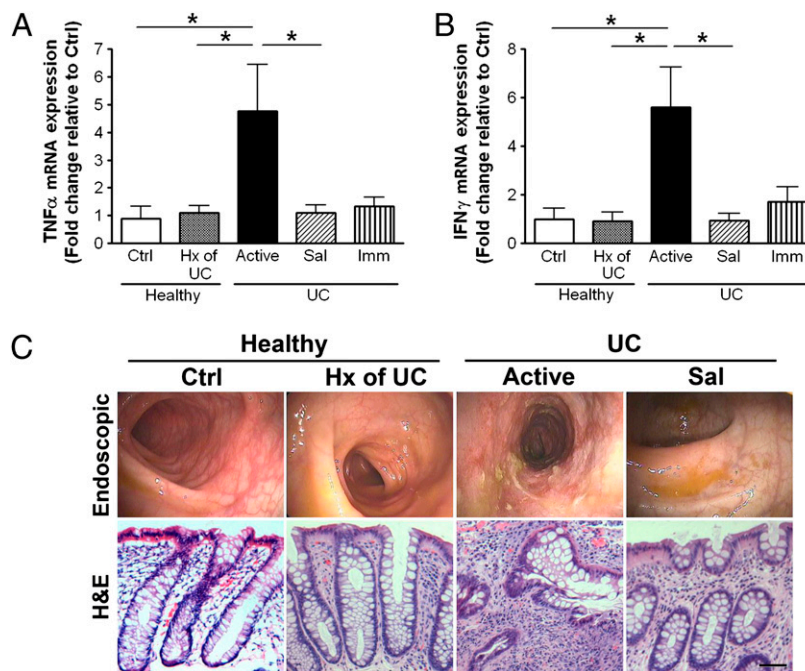 A
TNFα mRNA expression
(Fold change relative to Ctrl)
7
6
5
4
3
2
1
0
*
* *
Ctrl Hx of UC Active Sal Imm
Healthy UC
B
IFNγ mRNA expression
(Fold change relative to Ctrl)
8
6
4
2
0
*
* *
Ctrl Hx of UC Active Sal Imm
Healthy UC
C
Healthy UC
Ctrl Hx of UC Active Sal
Endoscopic
H&E